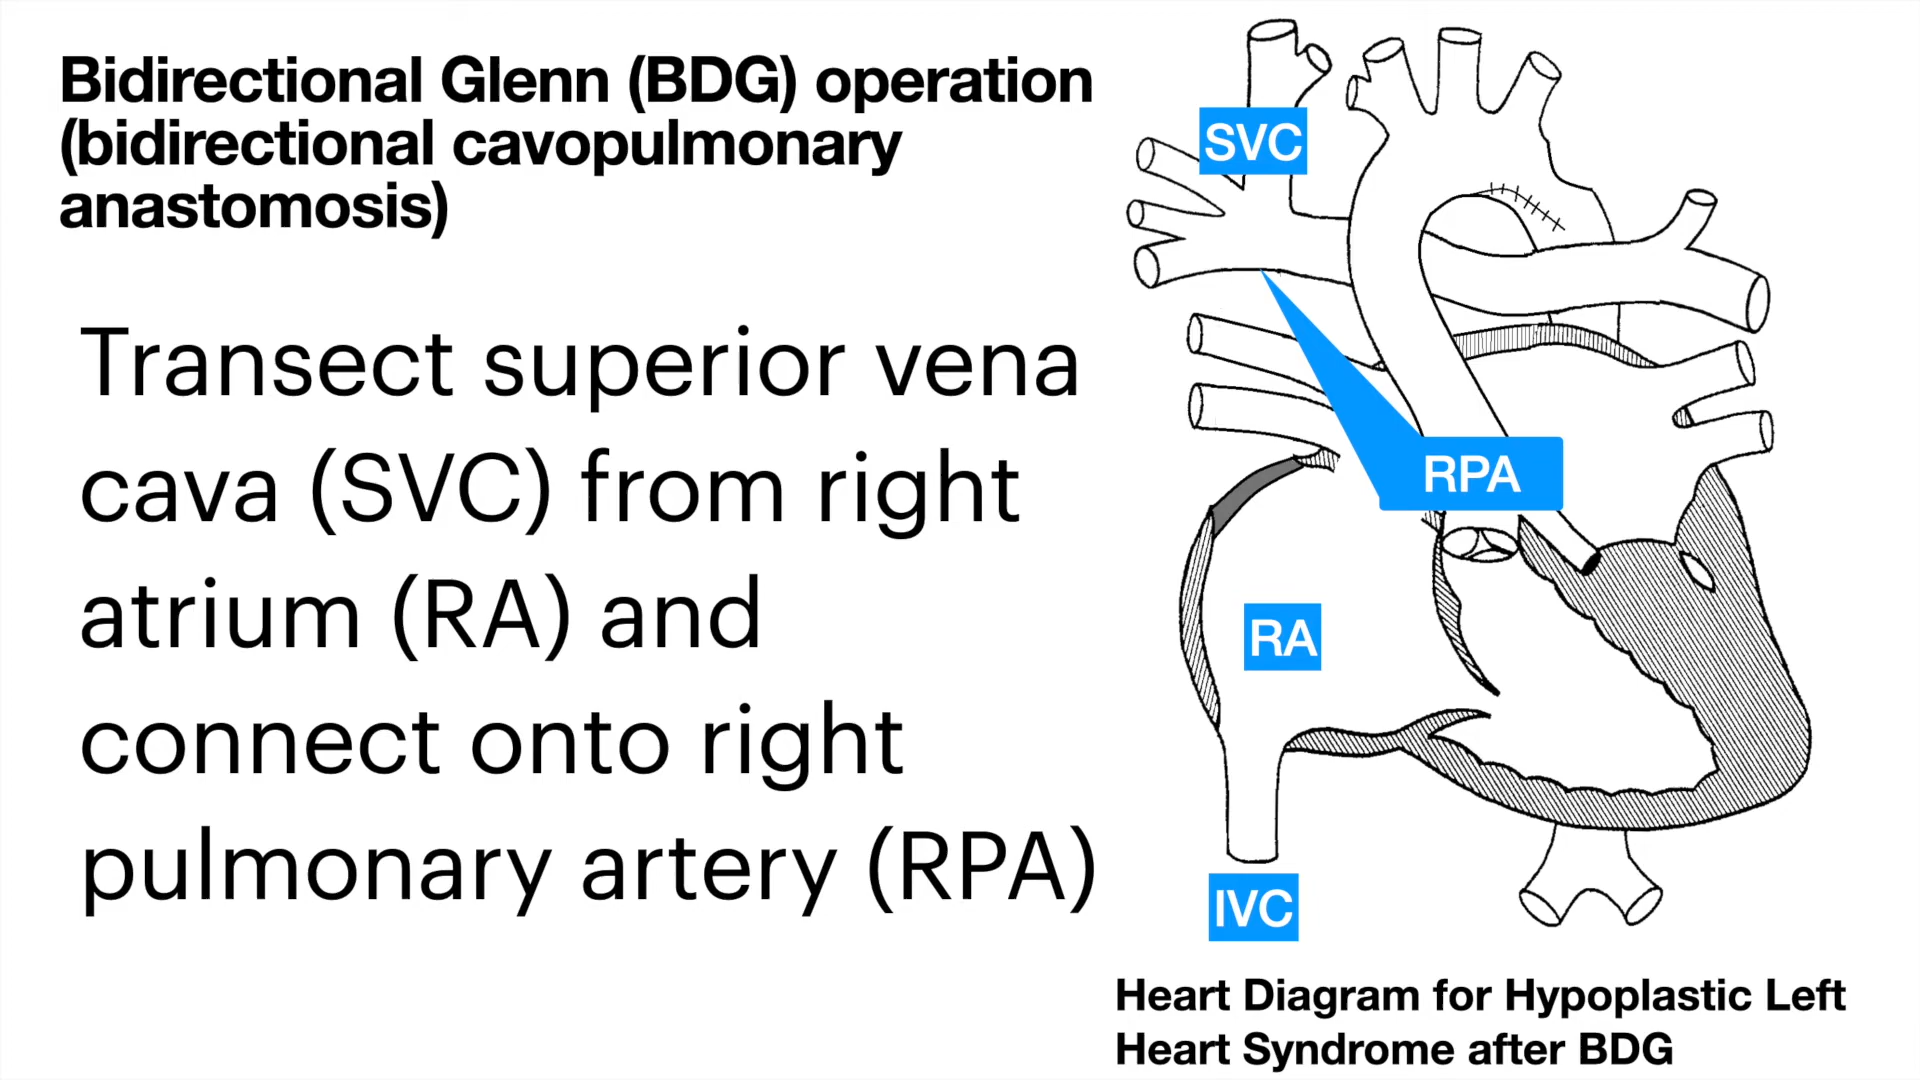 Bidirectional Glenn (BDG) operation
(bidirectional cavopulmonary
anastomosis)
Transect superior vena
cava (SVC) from right
atrium (RA) and
connect onto right
pulmonary artery (RPA)
SVC
RPA
RA
IVC
Heart Diagram for Hypoplastic Left
Heart Syndrome after BDG